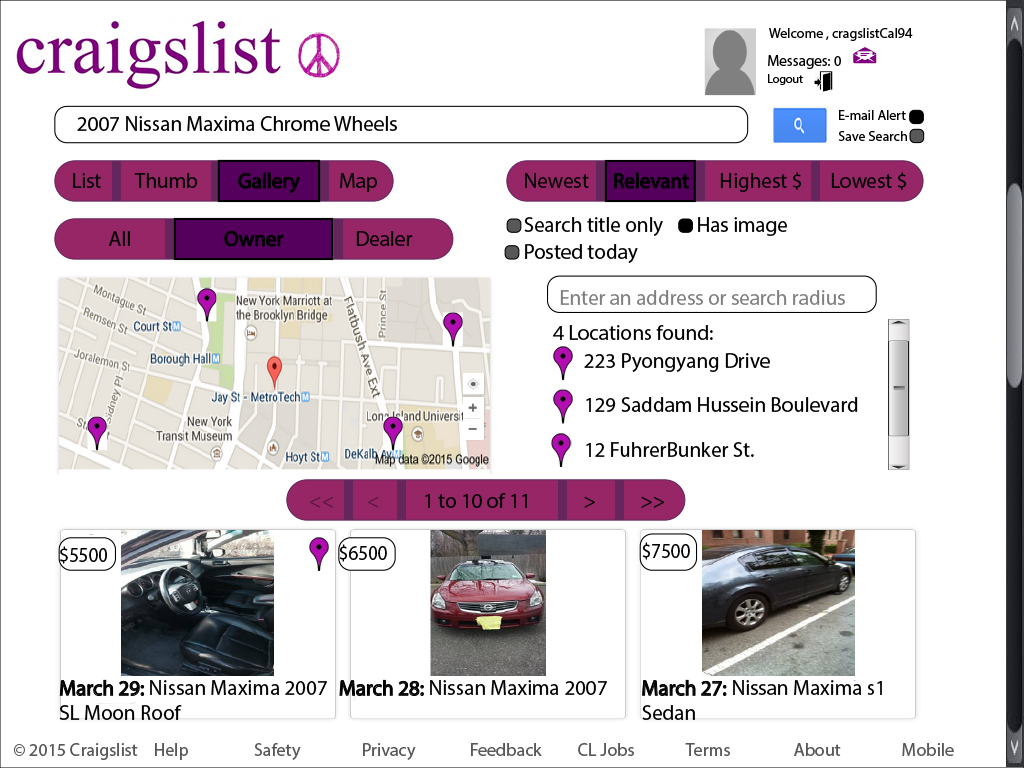 craigslist
Welcome , cragslistCal94
Messages: 0
Logout
2007 Nissan Maxima Chrome Wheels
E-mail Alert
Save Search
List Thumb Gallery Map
Newest Relevant Highest $ Lowest $
All Owner Dealer
Search title only Has image
Posted today
Montague St
Remsen St
Joralemon St
Sidney Pl
Court St M
Borough Hall M
New York Marriott at
the Brooklyn Bridge
Flatbush Ave Ext
Prince St
Jay St - MetroTech M
New York
Transit Museum
Hoyt St M
Long Island Universit
DeKalb Av
Map data ©2015 Google
Enter an address or search radius
4 Locations found:
223 Pyongyang Drive
129 Saddam Hussein Boulevard
12 FuhrerBunker St.
<< < 1 to 10 of 11 > >>
$5500
March 29: Nissan Maxima 2007
SL Moon Roof
$6500
March 28: Nissan Maxima 2007
$7500
March 27: Nissan Maxima s1
Sedan
© 2015 Craigslist Help Safety Privacy Feedback CL Jobs Terms About Mobile